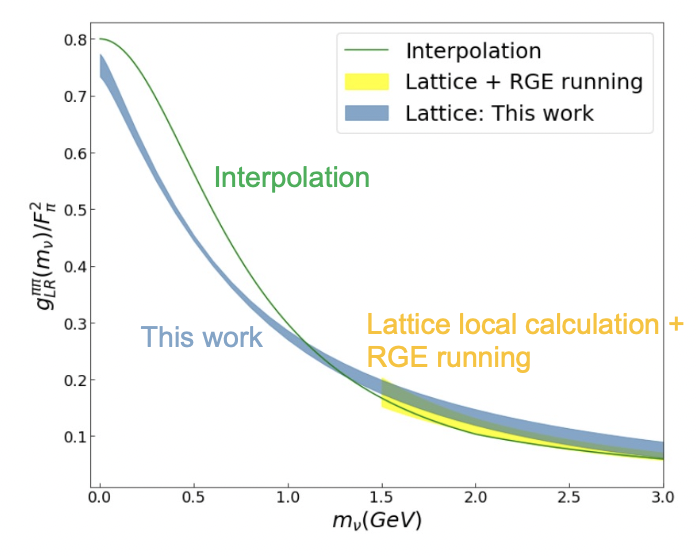 Interpolation
Lattice + RGE running
Lattice: This work
0.8
0.7
0.6
0.5
0.4
0.3
0.2
0.1
g_{LR}^{ππ}(m_ν)/F_π^2
Interpolation
This work
Lattice local calculation +
RGE running
0.0 0.5 1.0 1.5 2.0 2.5 3.0
m_ν(GeV)